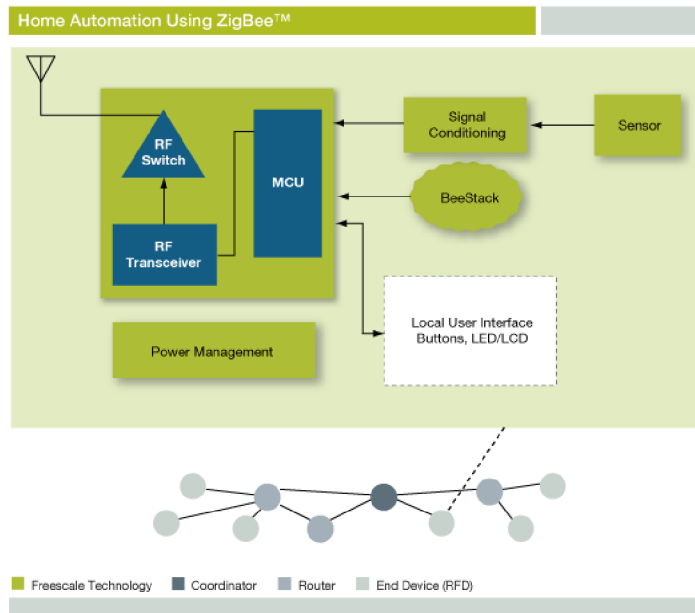 Home Automation Using ZigBee™
RF
Switch
MCU
RF
Transceiver
Signal
Conditioning
Sensor
BeeStack
Local User Interface
Buttons, LED/LCD
Power Management
Freescale Technology
Coordinator
Router
End Device (RFD)